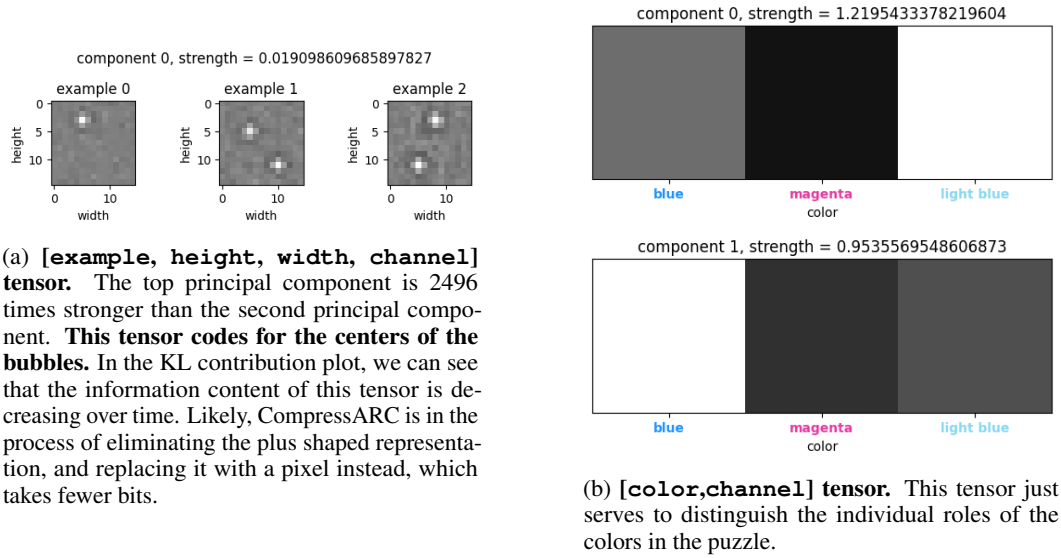 component 0, strength = 0.019098609685897827
example 0
example 1
example 2
0
5
10
height
0
10
width
height
0
10
width
height
0
10
width
(a) [example, height, width, channel]
tensor. The top principal component is 2496
times stronger than the second principal compo-
nent. This tensor codes for the centers of the
bubbles. In the KL contribution plot, we can see
that the information content of this tensor is de-
creasing over time. Likely, CompressARC is in the
process of eliminating the plus shaped representa-
tion, and replacing it with a pixel instead, which
takes fewer bits.
component 0, strength = 1.2195433378219604
blue
magenta
light blue
color
component 1, strength = 0.9535569548606873
blue
magenta
light blue
color
(b) [color,channel] tensor. This tensor just
serves to distinguish the individual roles of the
colors in the puzzle.